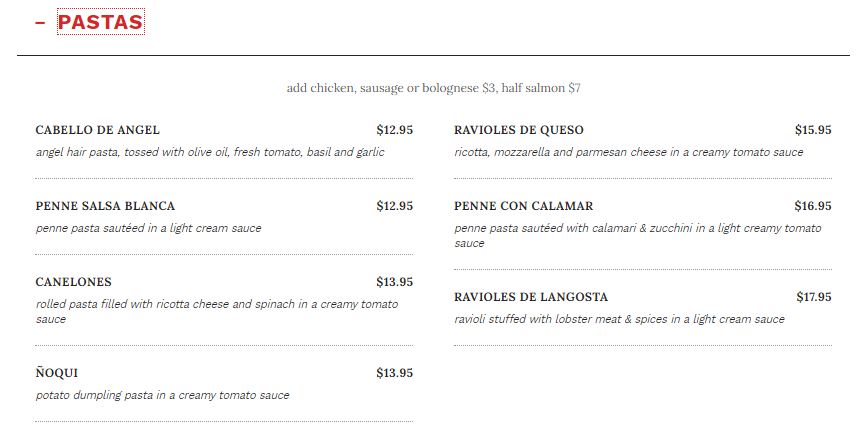 – PASTAS
add chicken, sausage or bolognese $3, half salmon $7
CABELLO DE ANGEL $12.95
angel hair pasta, tossed with olive oil, fresh tomato, basil and garlic
PENNE SALSA BLANCA $12.95
penne pasta sautéed in a light cream sauce
CANELONES $13.95
rolled pasta filled with ricotta cheese and spinach in a creamy tomato
sauce
ÑOQUI $13.95
potato dumpling pasta in a creamy tomato sauce
RAVIOLES DE QUESO $15.95
ricotta, mozzarella and parmesan cheese in a creamy tomato sauce
PENNE CON CALAMAR $16.95
penne pasta sautéed with calamari & zucchini in a light creamy tomato
sauce
RAVIOLES DE LANGOSTA $17.95
ravioli stuffed with lobster meat & spices in a light cream sauce